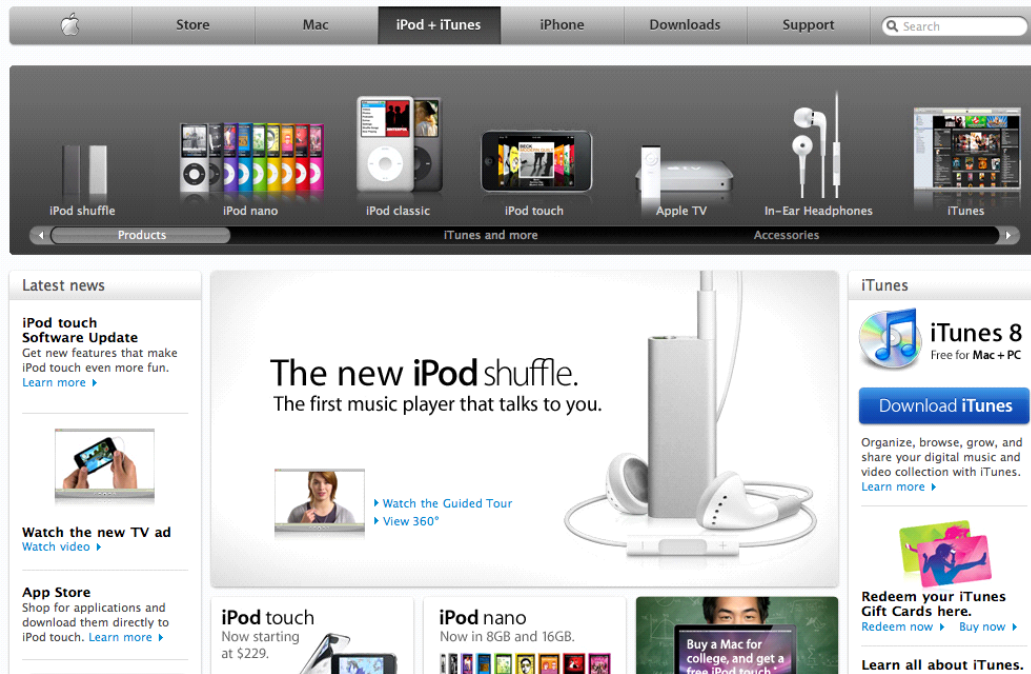 Store
Mac
iPod + iTunes
iPhone
Downloads
Support
Search
iPod shuffle
iPod nano
iPod classic
iPod touch
Apple TV
In-Ear Headphones
iTunes
Products
iTunes and more
Accessories
Latest news
iPod touch
Software Update
Get new features that make
iPod touch even more fun.
Learn more
Watch the new TV ad
Watch video
App Store
Shop for applications and
download them directly to
iPod touch. Learn more
The new iPod shuffle.
The first music player that talks to you.
Watch the Guided Tour
View 360°
iPod touch
Now starting
at $229.
iPod nano
Now in 8GB and 16GB.
Buy a Mac for
college, and get a
free iPod touch.*
iTunes
iTunes 8
Free for Mac + PC
Download iTunes
Organize, browse, grow, and
share your digital music and
video collection with iTunes.
Learn more
Redeem your iTunes
Gift Cards here.
Redeem now Buy now
Learn all about iTunes.